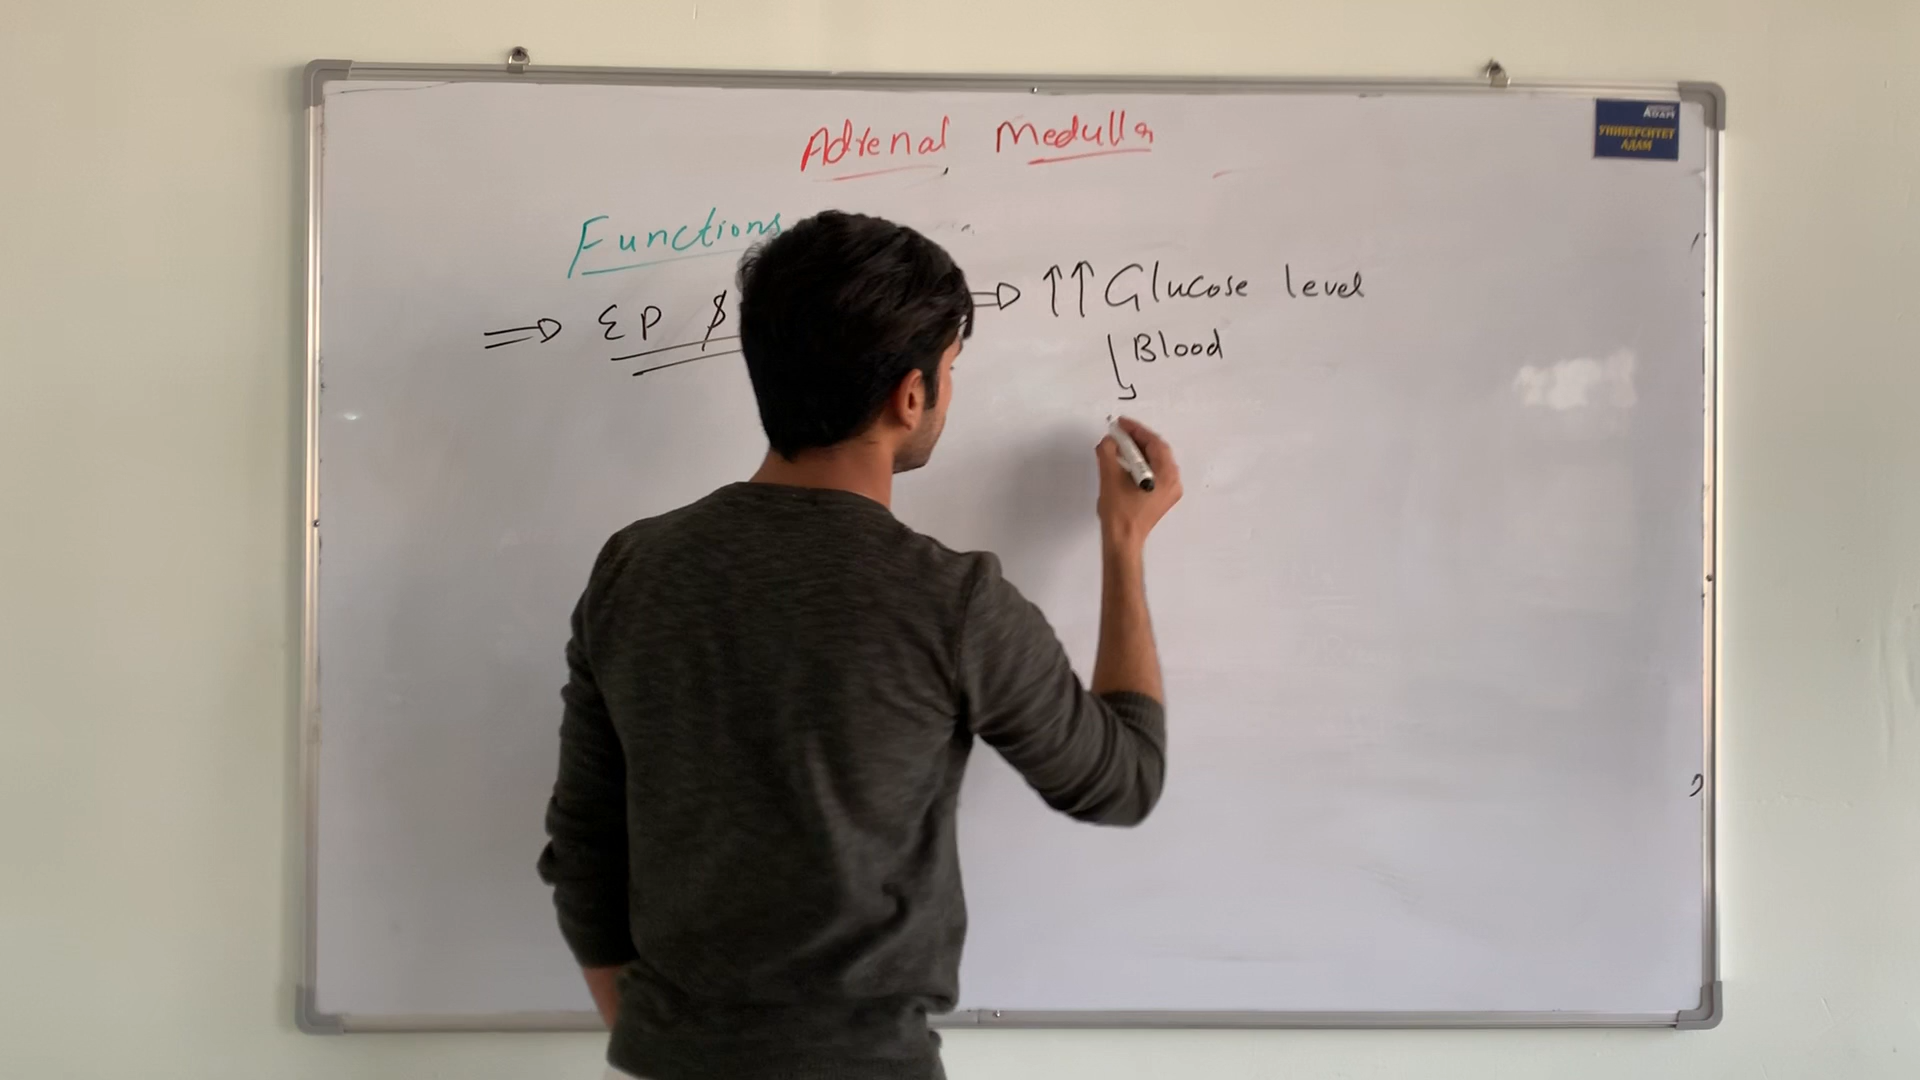 Adrenal Medulla
УНИВЕРСИТЕТ
АДАМ
Functions
⇒ EP $
⇒ ↑↑ Glucose level
Blood